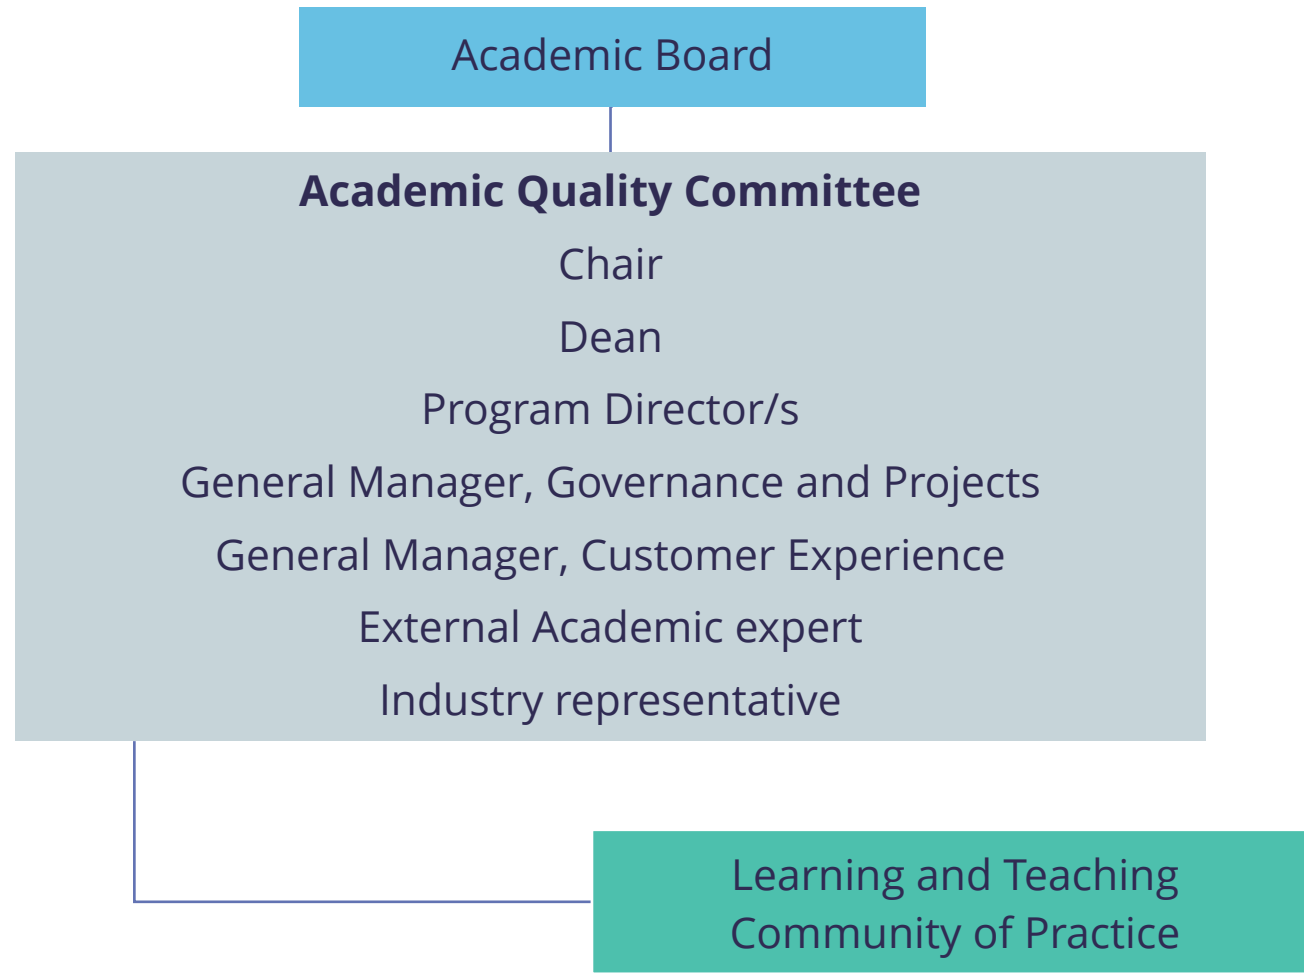 Academic Board
Academic Quality Committee
Chair
Dean
Program Director/s
General Manager, Governance and Projects
General Manager, Customer Experience
External Academic expert
Industry representative
Learning and Teaching
Community of Practice